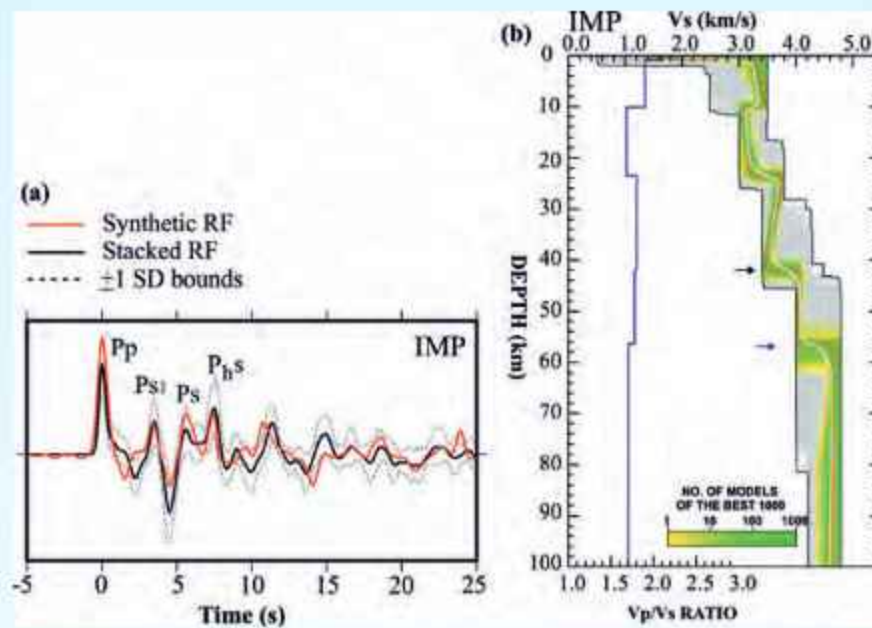 (a)
Synthetic RF
Stacked RF
±1 SD bounds
IMP
Pp
Ps1
Ps
Phs
-5 0 5 10 15 20 25
Time (s)
(b)
IMP Vs (km/s)
0.0 1.0 2.0 3.0 4.0 5.0
0
10
20
30
40
50
60
70
80
90
100
DEPTH (km)
NO. OF MODELS
OF THE BEST 1000
1 10 100 1000
1.0 1.5 2.0 2.5 3.0
Vp/Vs RATIO